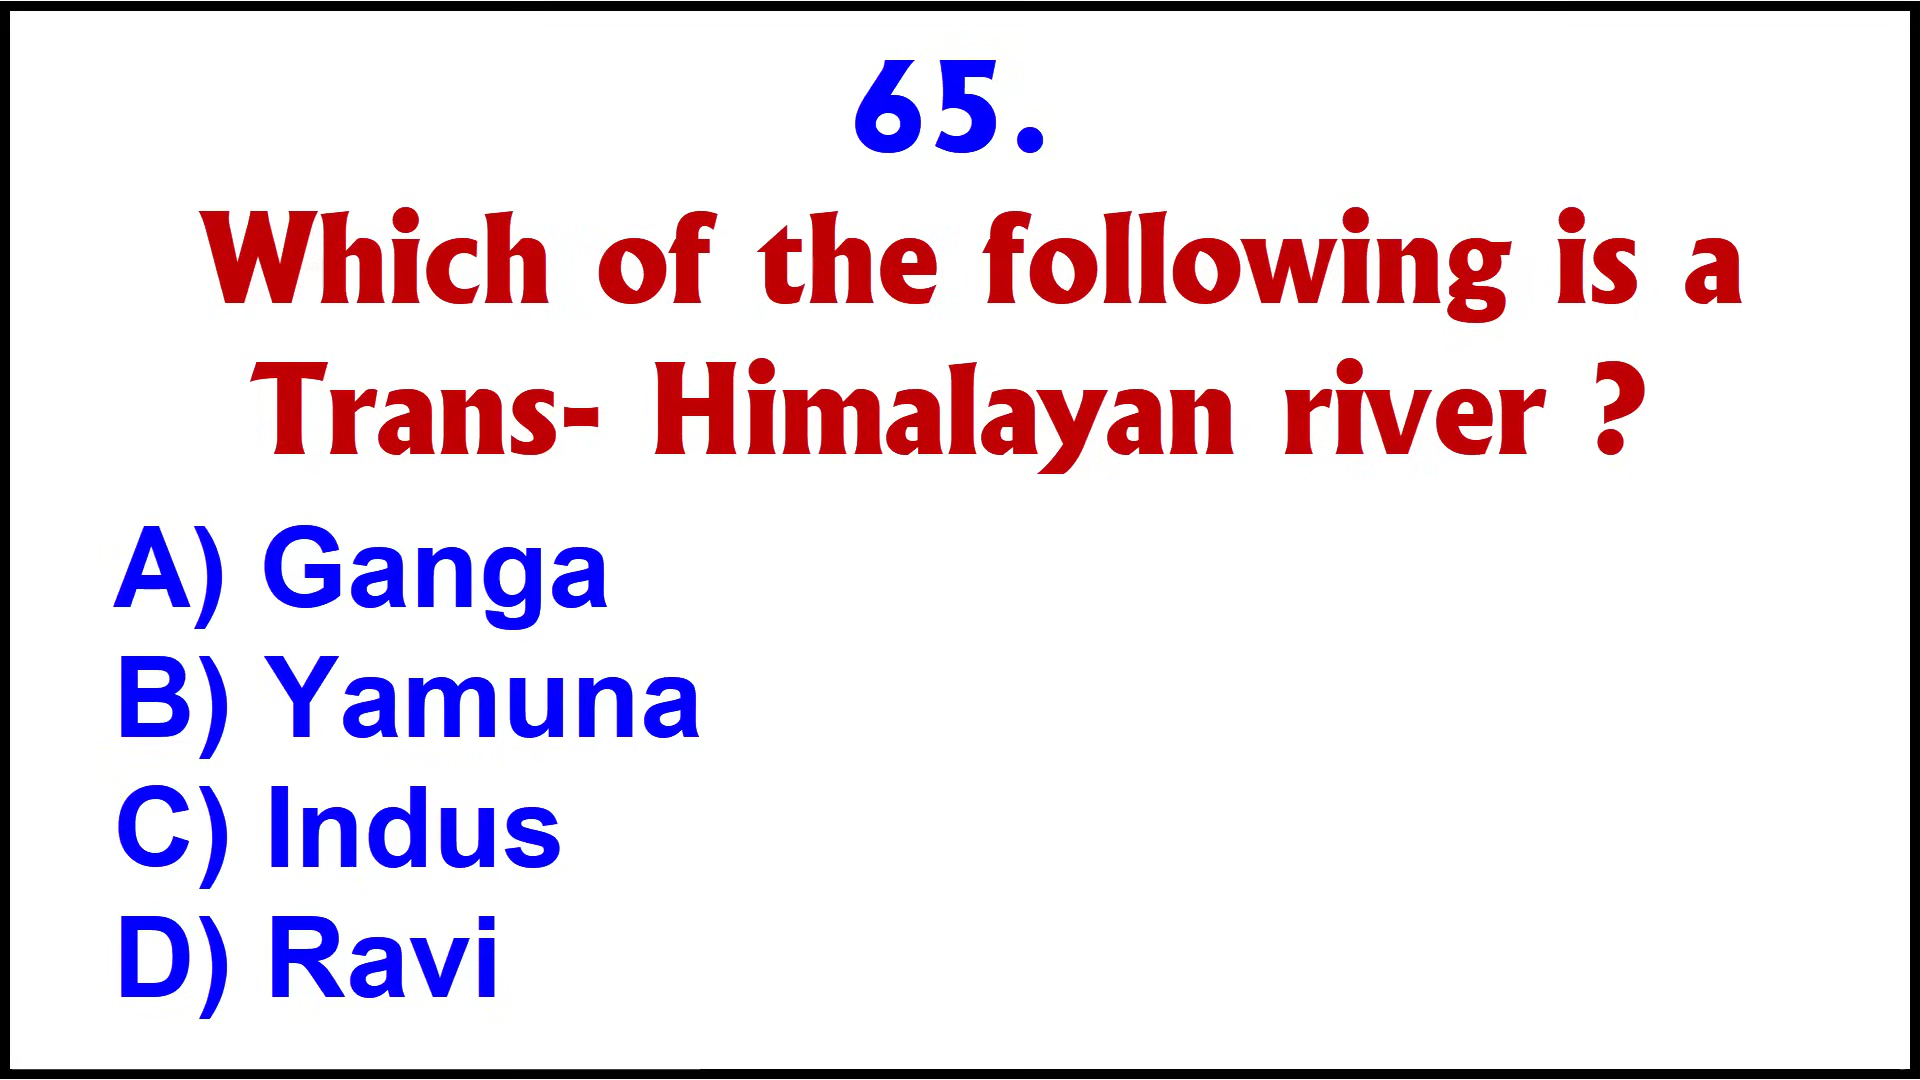 65.
Which of the following is a
Trans- Himalayan river ?
A) Ganga
B) Yamuna
C) Indus
D) Ravi